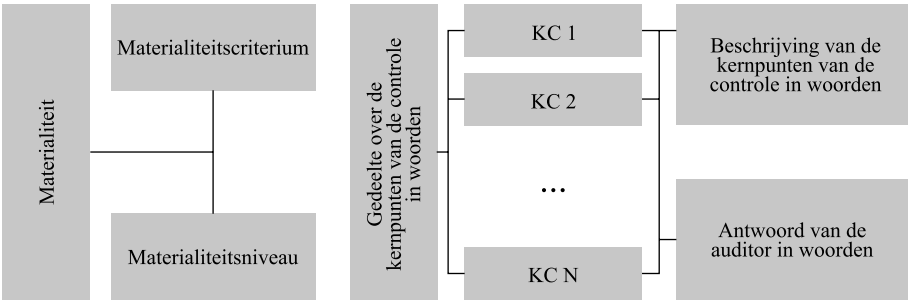 Materialiteit
Materialiteitscriterium
Materialiteitsniveau
Gedeelte over de
kernpunten van de controle
in woorden
KC 1
KC 2
...
KC N
Beschrijving van de
kernpunten van de
controle in woorden
Antwoord van de
auditor in woorden